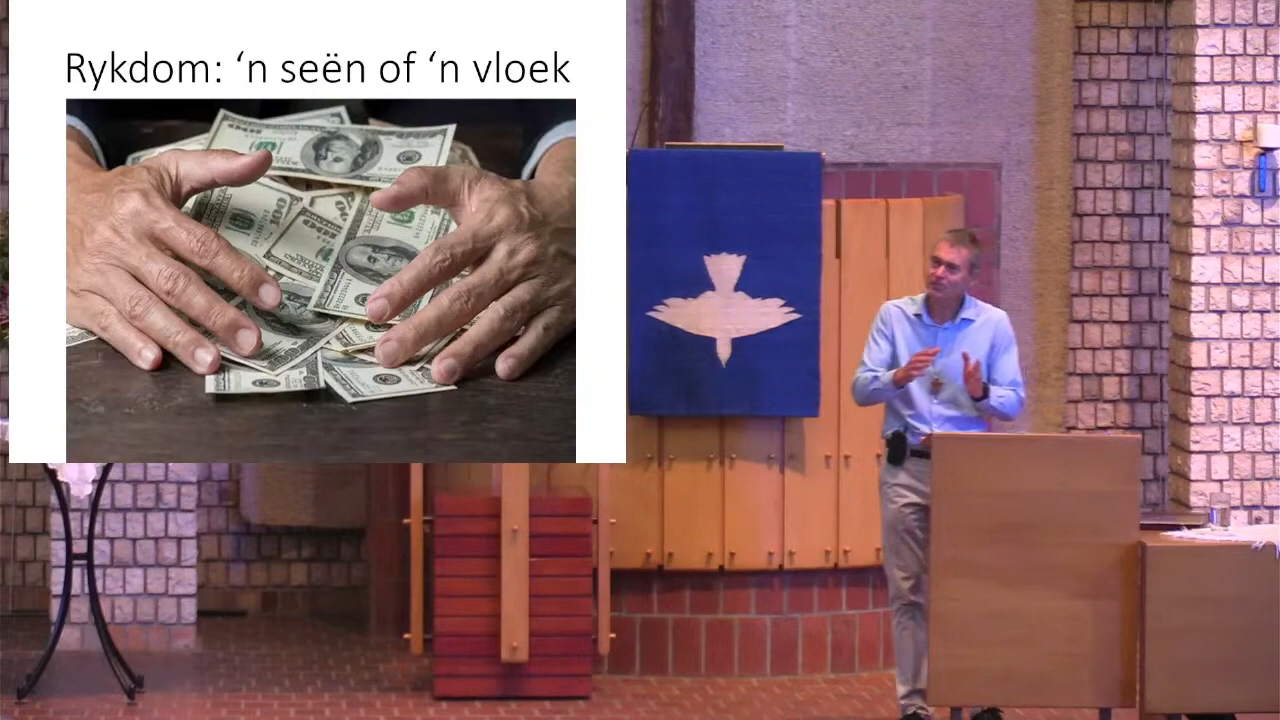 Rykdom: ‘n seën of ‘n vloek